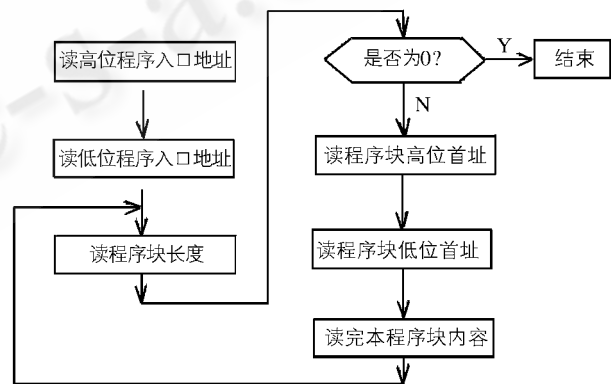 读高位程序入口地址
读低位程序入口地址
读程序块长度
是否为0?
Y
结束
N
读程序块高位首址
读程序块低位首址
读完本程序块内容